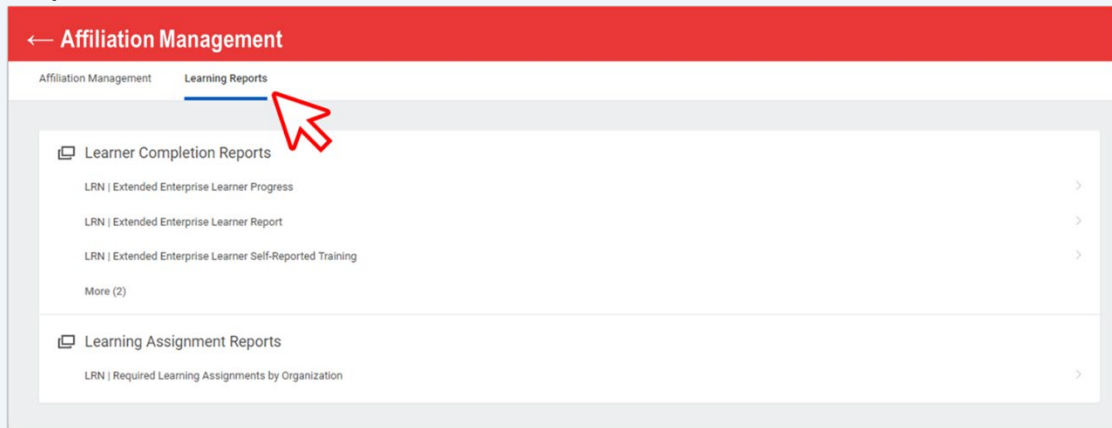 ← Affiliation Management
Affiliation Management Learning Reports
Learner Completion Reports
LRN | Extended Enterprise Learner Progress
LRN | Extended Enterprise Learner Report
LRN | Extended Enterprise Learner Self-Reported Training
More (2)
Learning Assignment Reports
LRN | Required Learning Assignments by Organization